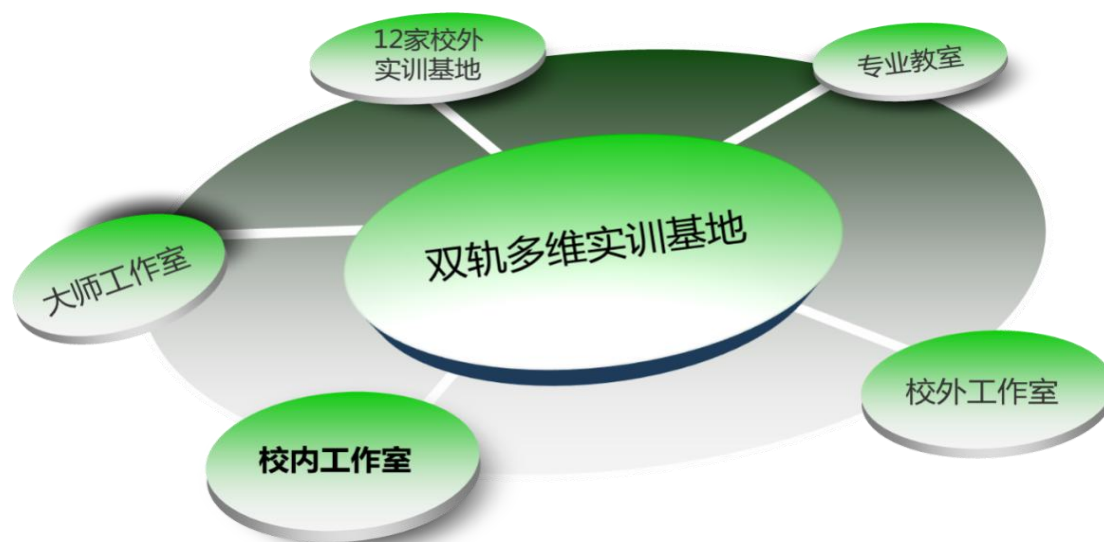 12家校外
实训基地
专业教室
双轨多维实训基地
大师工作室
校外工作室
校内工作室